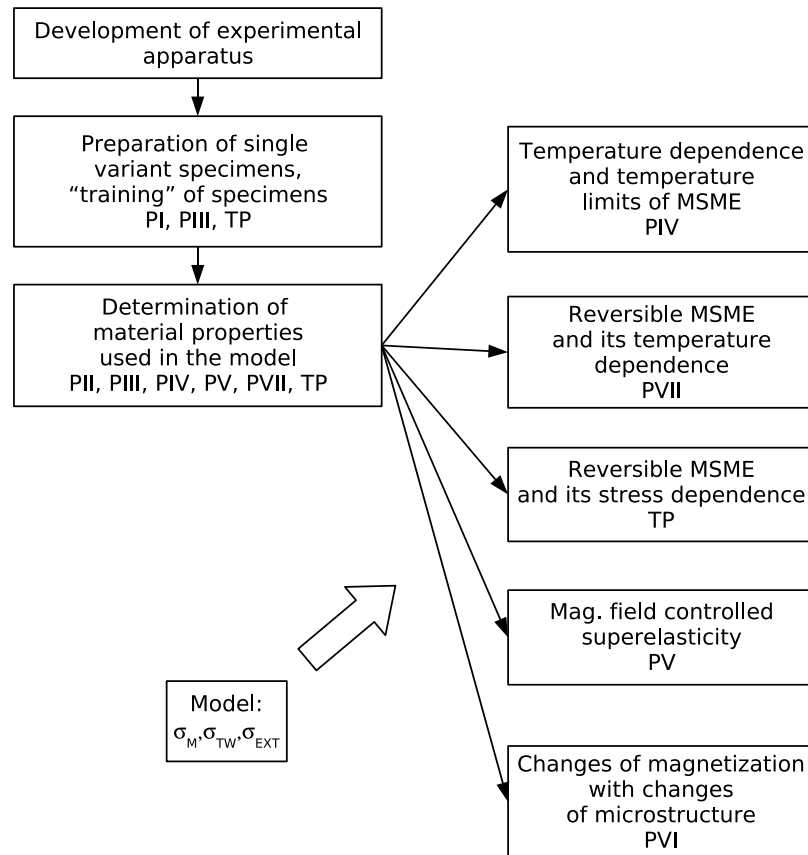 Development of experimental
apparatus
Preparation of single
variant specimens,
“training” of specimens
PI, PIII, TP
Determination of
material properties
used in the model
PII, PIII, PIV, PV, PVII, TP
Temperature dependence
and temperature
limits of MSME
PIV
Reversible MSME
and its temperature
dependence
PVII
Reversible MSME
and its stress dependence
TP
Mag. field controlled
superelasticity
PV
Changes of magnetization
with changes
of microstructure
PVI
Model:
σM,σTW,σEXT